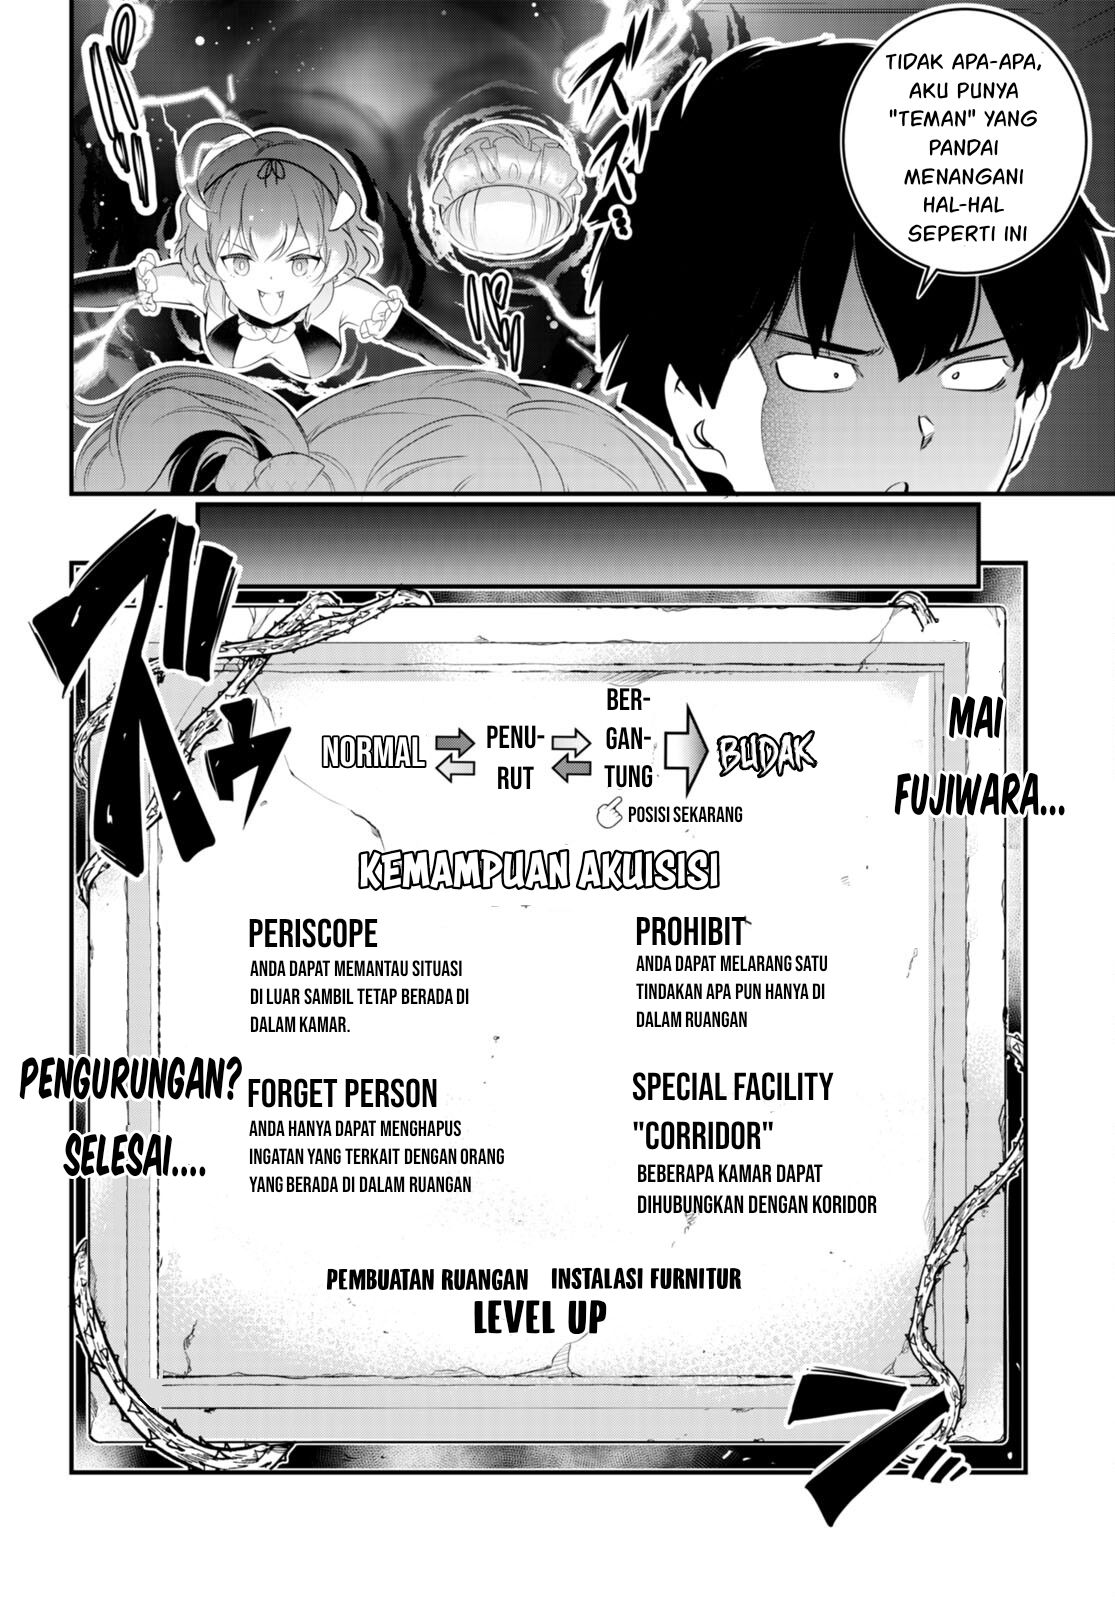 TIDAK APA-APA,
AKU PUNYA
"TEMAN" YANG
PANDAI
MENANGANI
HAL-HAL
SEPERTI INI
MAI
FUJIWARA...
NORMAL
PENU-
RUT
BER-
GAN-
TUNG
BUDAK
POSISI SEKARANG
KEMAMPUAN AKUISISI
PERISCOPE
ANDA DAPAT MEMANTAU SITUASI
DI LUAR SAMBIL TETAP BERADA DI
DALAM KAMAR.
PROHIBIT
ANDA DAPAT MELARANG SATU
TINDAKAN APA PUN HANYA DI
DALAM RUANGAN
FORGET PERSON
ANDA HANYA DAPAT MENGHAPUS
INGATAN YANG TERKAIT DENGAN ORANG
YANG BERADA DI DALAM RUANGAN
SPECIAL FACILITY
"CORRIDOR"
BEBERAPA KAMAR DAPAT
DIHUBUNGKAN DENGAN KORIDOR
PENGURUNGAN?
SELESAI....
PEMBUATAN RUANGAN INSTALASI FURNITUR
LEVEL UP